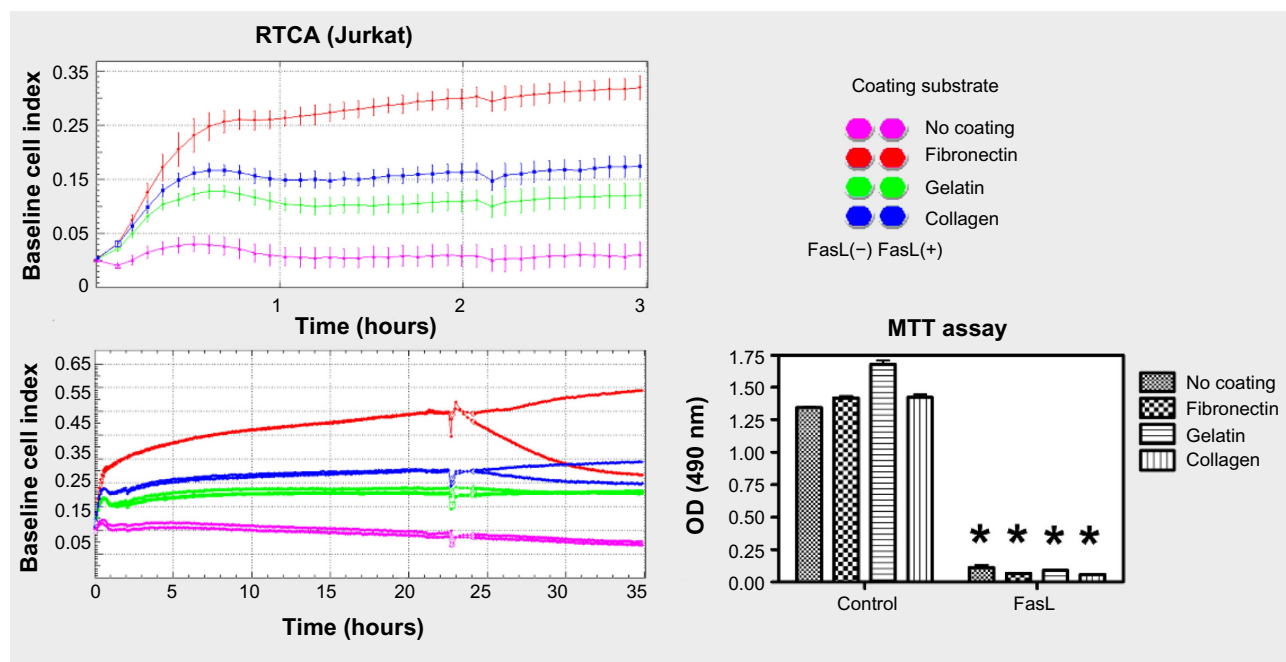 RTCA (Jurkat)
Baseline cell index
0.35
0.25
0.15
0.05
0
1
2
3
Time (hours)
Coating substrate
No coating
Fibronectin
Gelatin
Collagen
FasL(−) FasL(+)
Baseline cell index
0.65
0.55
0.45
0.35
0.25
0.15
0.05
0
5
10
15
20
25
30
35
Time (hours)
MTT assay
OD (490 nm)
1.75
1.50
1.25
1.00
0.75
0.50
0.25
0.00
* * * *
Control
FasL
No coating
Fibronectin
Gelatin
Collagen